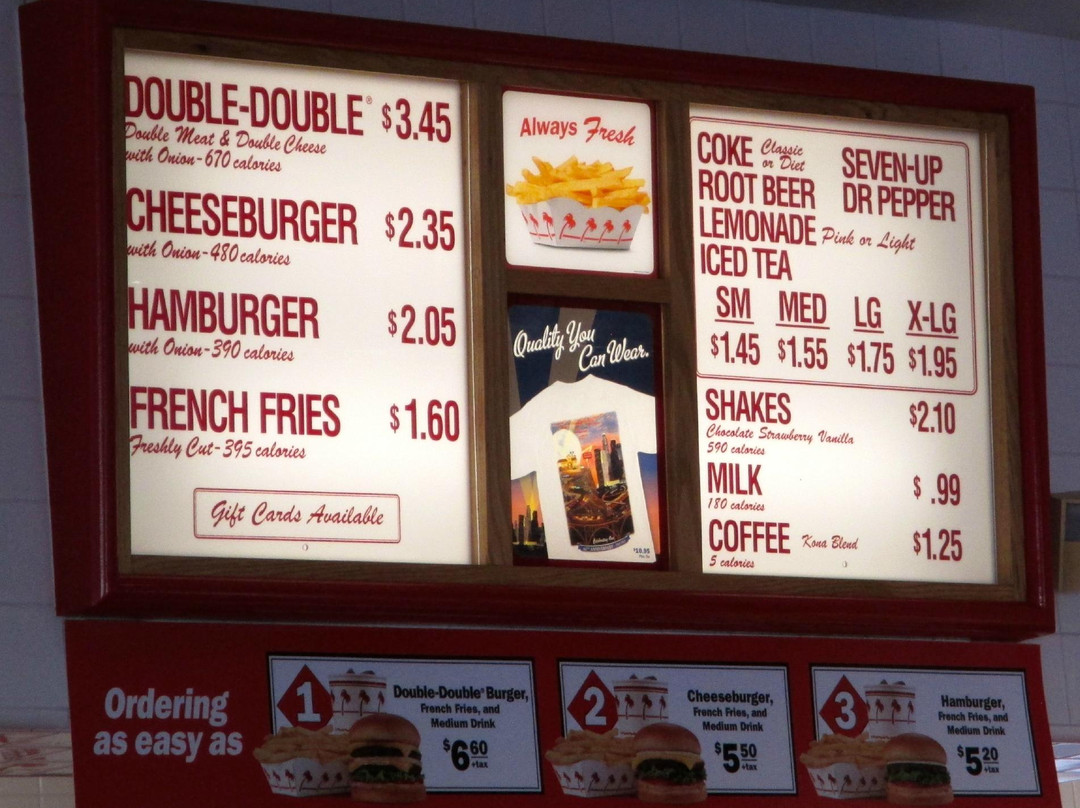 DOUBLE-DOUBLE® $3.45
Double Meat & Double Cheese
with Onion-670 calories
CHEESEBURGER $2.35
with Onion-480 calories
HAMBURGER $2.05
with Onion-390 calories
FRENCH FRIES $1.60
Freshly Cut-395 calories
Gift Cards Available
Always Fresh
Quality You
Can Wear.
$16.95
COKE Classic or Diet
SEVEN-UP
ROOT BEER
DR PEPPER
LEMONADE Pink or Light
ICED TEA
SM MED LG X-LG
$1.45 $1.55 $1.75 $1.95
SHAKES $2.10
Chocolate Strawberry Vanilla
590 calories
MILK $.99
180 calories
COFFEE Kona Blend $1.25
5 calories
Ordering
as easy as
1
Double-Double® Burger,
French Fries, and
Medium Drink
$6.60
+tax
2
Cheeseburger,
French Fries, and
Medium Drink
$5.50
+tax
3
Hamburger,
French Fries, and
Medium Drink
$5.20
+tax